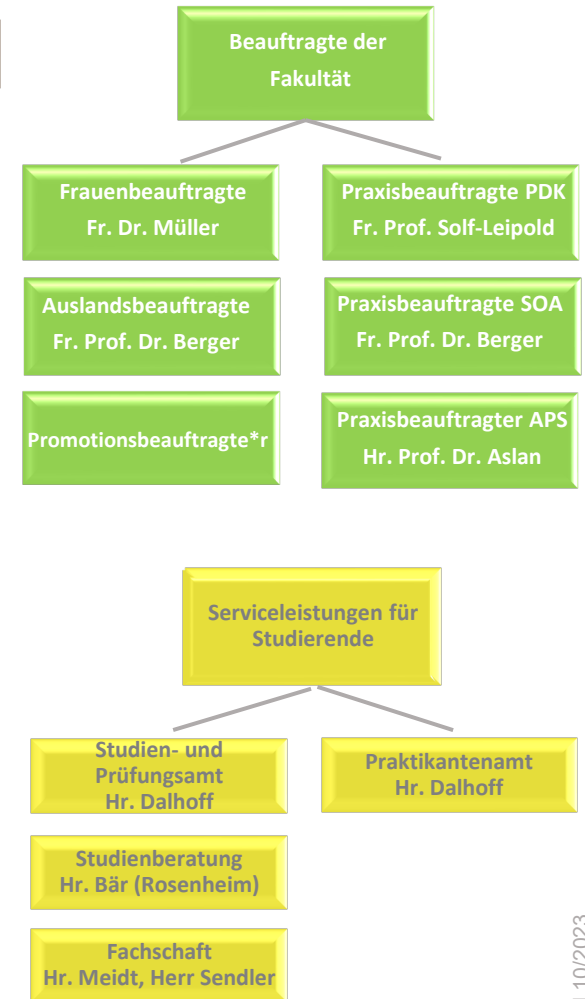 Beauftragte der
Fakultät
Frauenbeauftragte
Fr. Dr. Müller
Praxisbeauftragte PDK
Fr. Prof. Solf-Leipold
Auslandsbeauftragte
Fr. Prof. Dr. Berger
Praxisbeauftragte SOA
Fr. Prof. Dr. Berger
Promotionsbeauftragte*r
Praxisbeauftragter APS
Hr. Prof. Dr. Aslan
Serviceleistungen für
Studierende
Studien- und
Prüfungsamt
Hr. Dalhoff
Praktikantenamt
Hr. Dalhoff
Studienberatung
Hr. Bär (Rosenheim)
Fachschaft
Hr. Meidt, Herr Sendler
10/2023